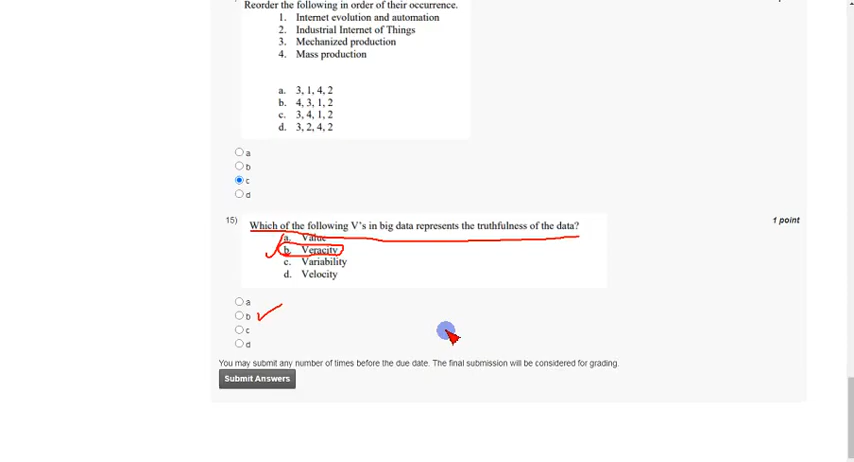 Reorder the following in order of their occurrence.
1. Internet evolution and automation
2. Industrial Internet of Things
3. Mechanized production
4. Mass production
a. 3, 1, 4, 2
b. 4, 3, 1, 2
c. 3, 4, 1, 2
d. 3, 2, 4, 2
a
b
c
d
15) Which of the following V's in big data represents the truthfulness of the data? 1 point
a. Value
b. Veracity
c. Variability
d. Velocity
a
b
c
d
You may submit any number of times before the due date. The final submission will be considered for grading.
Submit Answers